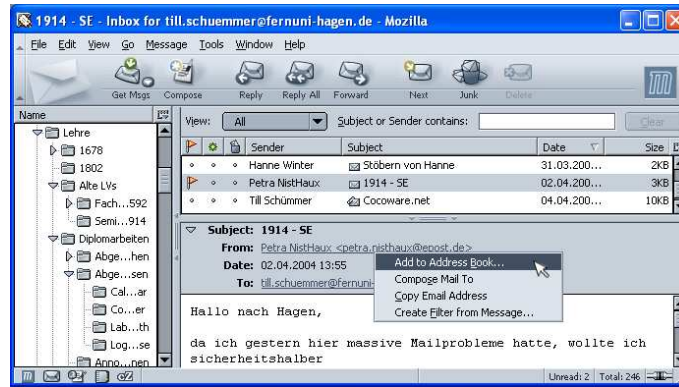 1914 - SE - Inbox for till.schuemmer@fernuni-hagen.de - Mozilla
File Edit View Go Message Tools Window Help
Get Msgs Compose Reply Reply All Forward Next Junk Delete
Name
View: All Subject or Sender contains: Clear
Sender Subject Date Size
Lehre
1678
1802
Alte LVs
Fach...592
Semi...914
Diplomarbeiten
Abge...hen
Abge...sen
Cal...ar
Co...er
Lab...th
Log...se
Anno...nen
Hanne Winter Stöbern von Hanne 31.03.200... 2KB
Petra NistHaux 1914 - SE 02.04.200... 3KB
Till Schümmer Cocoware.net 04.04.200... 10KB
Subject: 1914 - SE
From: Petra NistHaux <petra.nisthaux@epost.de>
Date: 02.04.2004 13:55
To: till.schuemmer@fernuni-
Add to Address Book...
Compose Mail To
Copy Email Address
Create Filter from Message...
Hallo nach Hagen,
da ich gestern hier massive Mailprobleme hatte, wollte ich
sicherheitshalber
Unread: 2 Total: 246